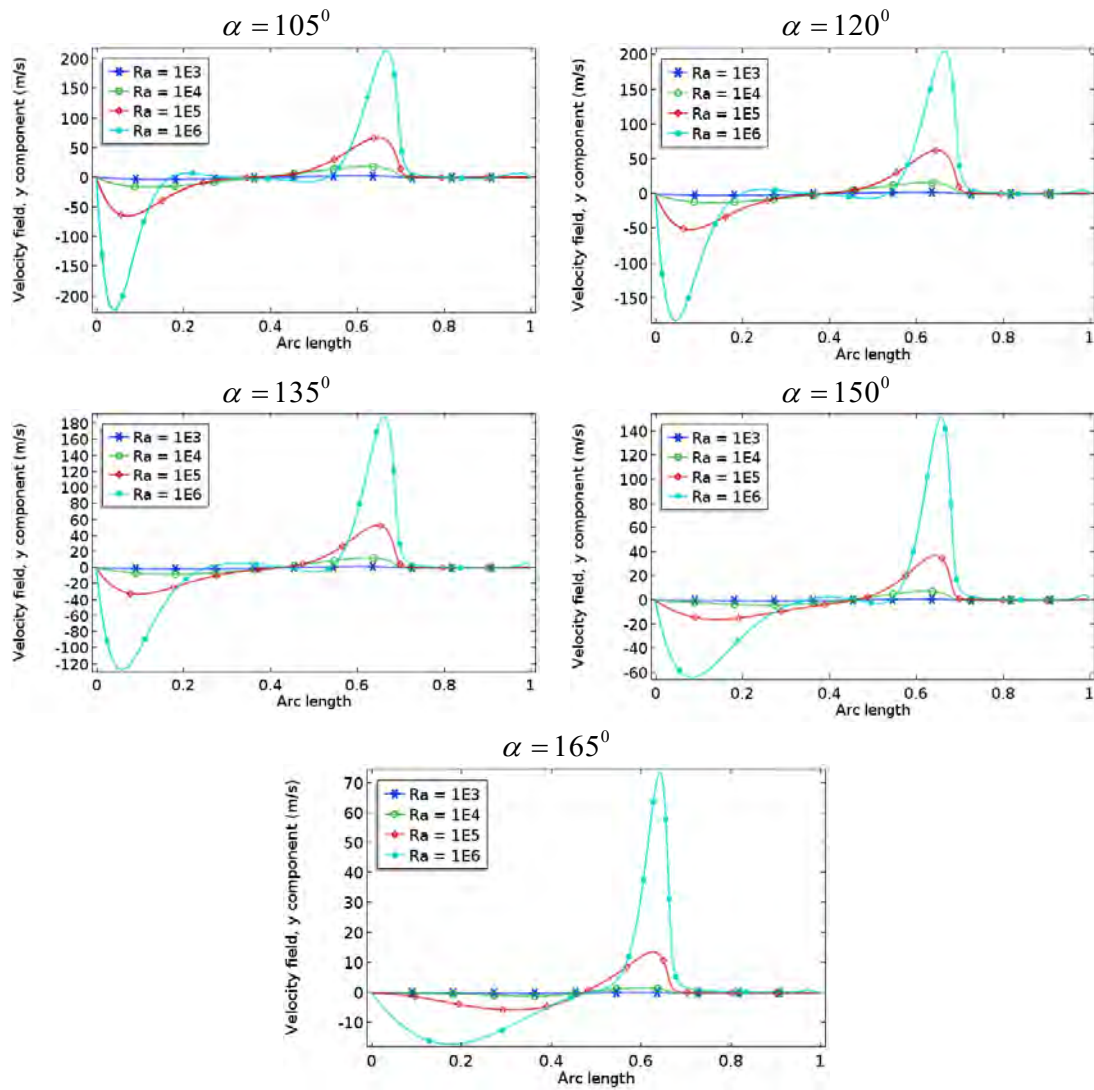 α = 105⁰
Velocity field, y component (m/s)
200
150
100
50
0
-50
-100
-150
-200
Ra = 1E3
Ra = 1E4
Ra = 1E5
Ra = 1E6
0 0.2 0.4 0.6 0.8 1
Arc length
α = 120⁰
Velocity field, y component (m/s)
200
150
100
50
0
-50
-100
-150
Ra = 1E3
Ra = 1E4
Ra = 1E5
Ra = 1E6
0 0.2 0.4 0.6 0.8 1
Arc length
α = 135⁰
Velocity field, y component (m/s)
180
160
140
120
100
80
60
40
20
0
-20
-40
-60
-80
-100
-120
Ra = 1E3
Ra = 1E4
Ra = 1E5
Ra = 1E6
0 0.2 0.4 0.6 0.8 1
Arc length
α = 150⁰
Velocity field, y component (m/s)
140
120
100
80
60
40
20
0
-20
-40
-60
Ra = 1E3
Ra = 1E4
Ra = 1E5
Ra = 1E6
0 0.2 0.4 0.6 0.8 1
Arc length
α = 165⁰
Velocity field, y component (m/s)
70
60
50
40
30
20
10
0
-10
Ra = 1E3
Ra = 1E4
Ra = 1E5
Ra = 1E6
0 0.2 0.4 0.6 0.8 1
Arc length